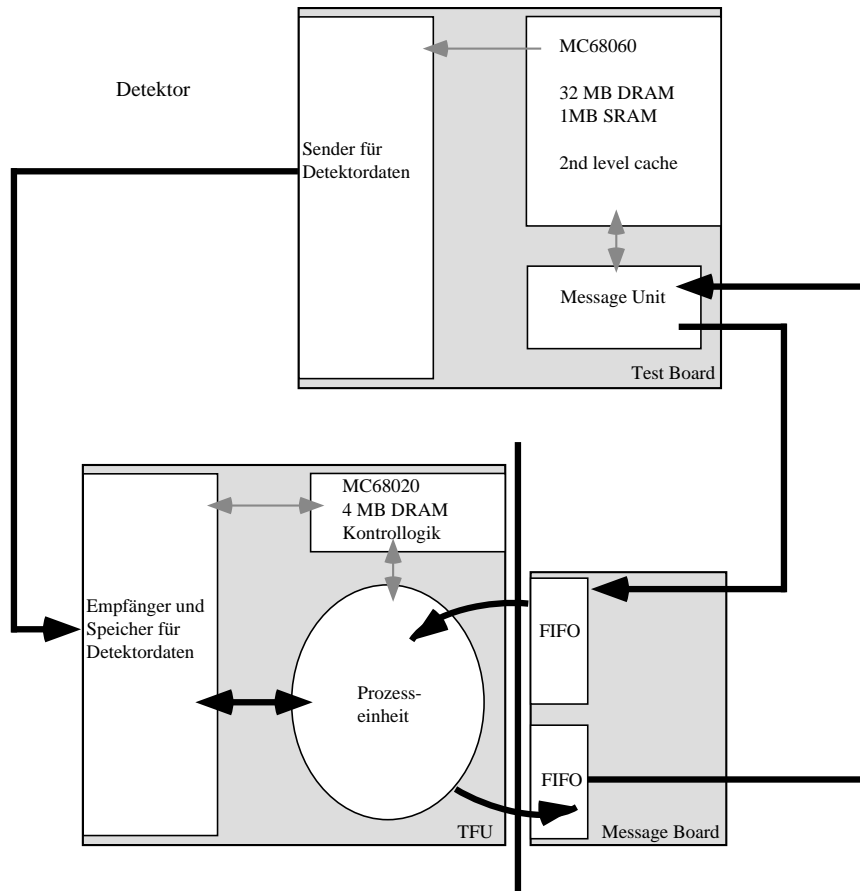 Detektor
MC68060
32 MB DRAM
1MB SRAM
2nd level cache
Sender für
Detektordaten
Message Unit
Test Board
MC68020
4 MB DRAM
Kontrollogik
Empfänger und
Speicher für
Detektordaten
Prozess-
einheit
TFU
FIFO
FIFO
Message Board